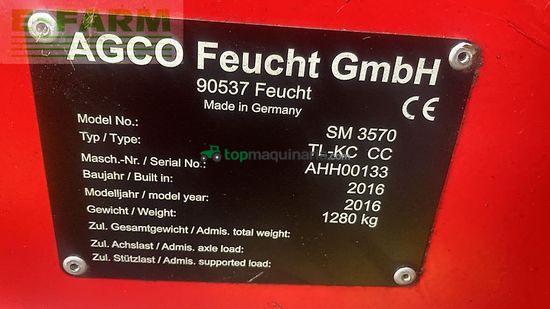 E-FARM
AGCO Feucht GmbH
90537 Feucht
Made in Germany
CE
Model No.: SM 3570
Typ / Type: TL-KC CC
Masch.-Nr. / Serial No.: AHH00133
Baujahr / Built in: 2016
Modelljahr / model year: 2016
Gewicht / Weight: 1280 kg
Zul. Gesamtgewicht / Admis. total weight:
Zul. Achslast / Admis. axle load:
Zul. Stützlast / Admis. supported load:
topmaquinaria.com